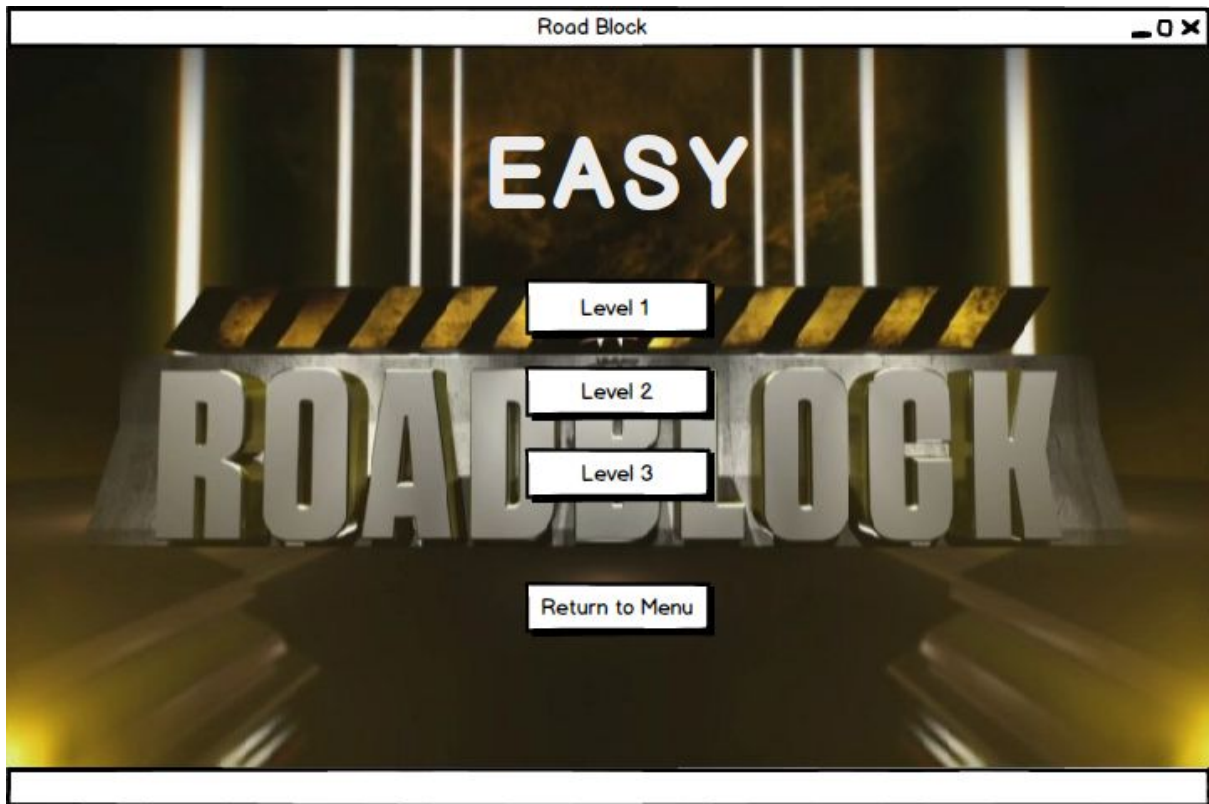 Road Block
EASY
Level 1
Level 2
ROADBLOCK
Level 3
Return to Menu